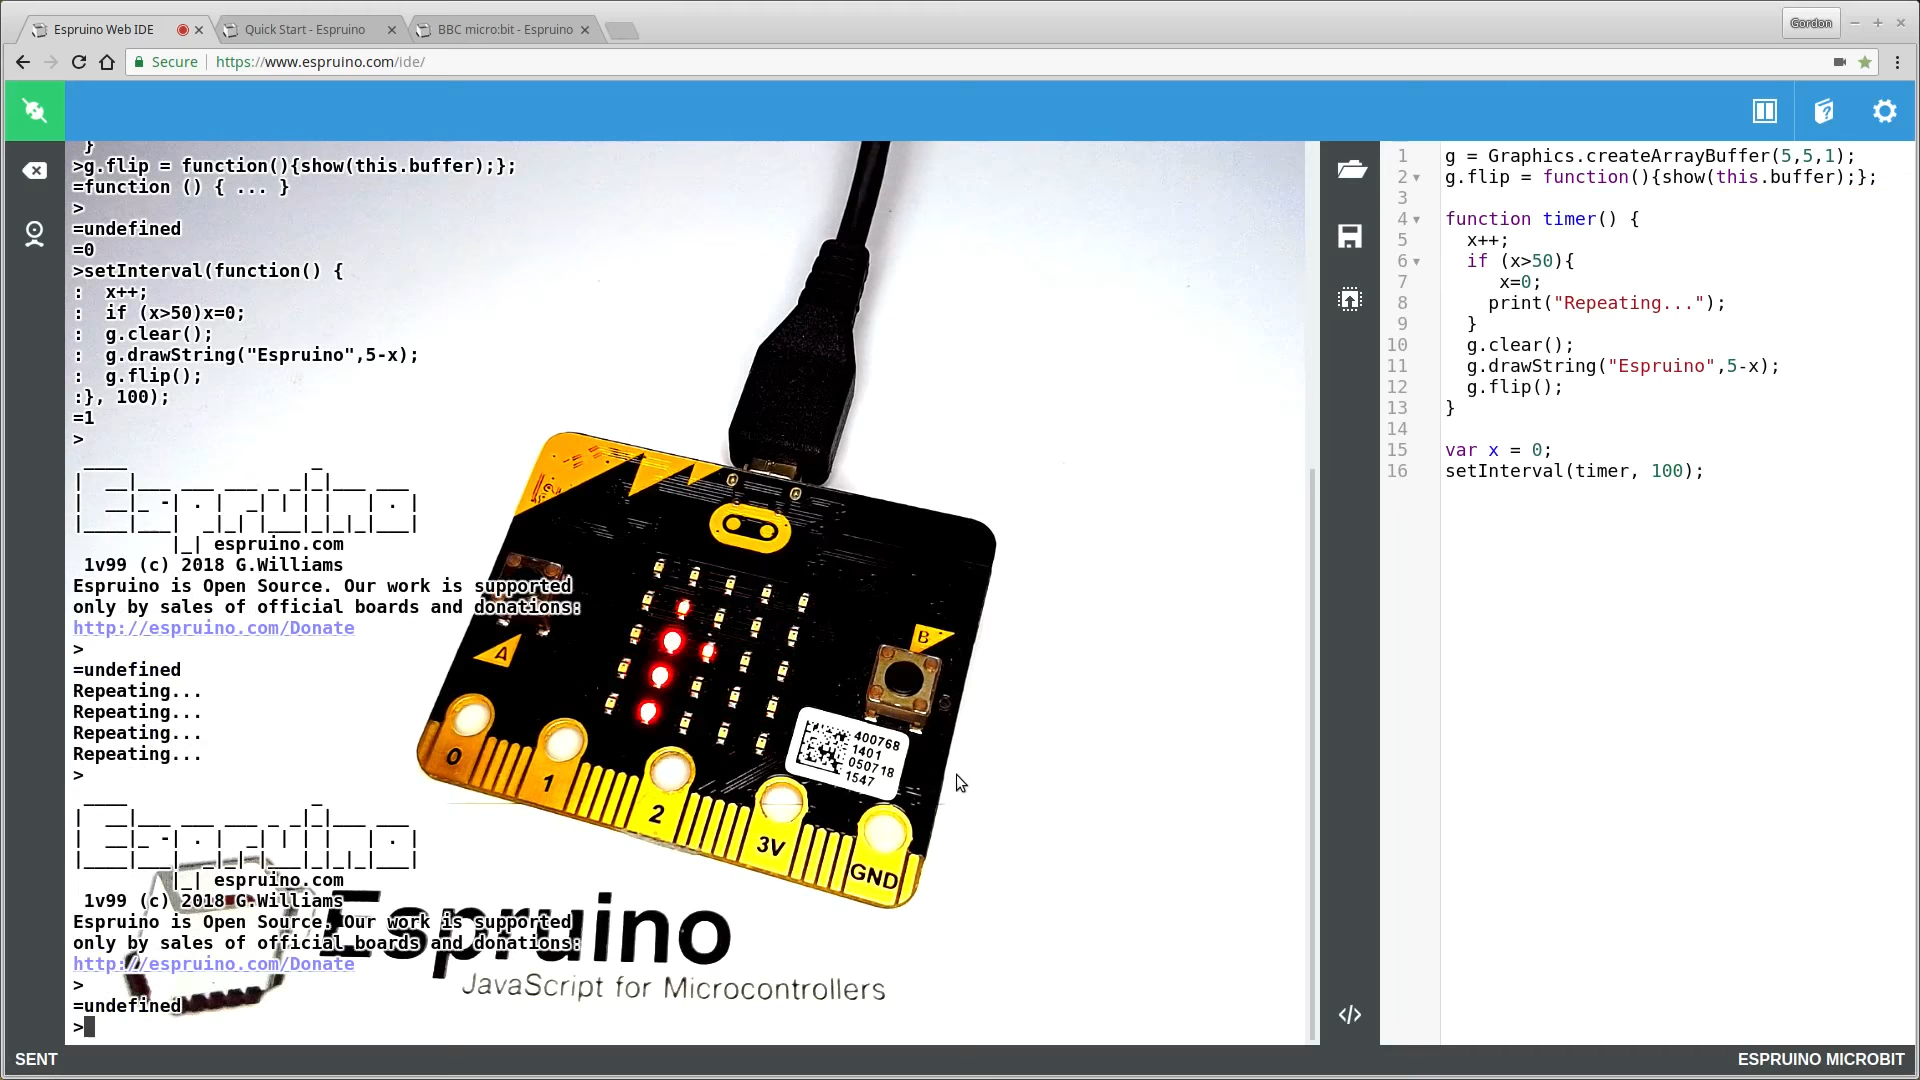 Espruino Web IDE
Quick Start - Espruino
BBC micro:bit - Espruino
Gordon
Secure
https://www.espruino.com/ide/
}
>g.flip = function(){show(this.buffer);};
=function () { ... }
>
=undefined
=0
>setInterval(function() {
:  x++;
:  if (x>50)x=0;
:  g.clear();
:  g.drawString("Espruino",5-x);
:  g.flip();
:}, 100);
=1
>
Espruino
espruino.com
1v99 (c) 2018 G.Williams
Espruino is Open Source. Our work is supported
only by sales of official boards and donations:
http://espruino.com/Donate
>
=undefined
Repeating...
Repeating...
Repeating...
Repeating...
>
Espruino
espruino.com
1v99 (c) 2018 G.Williams
Espruino is Open Source. Our work is supported
only by sales of official boards and donations:
http://espruino.com/Donate
>
=undefined
>
A
B
400768
1401
050718
1547
0
1
2
3V
GND
Espruino
JavaScript for Microcontrollers
1 g = Graphics.createArrayBuffer(5,5,1);
2 g.flip = function(){show(this.buffer);};
3
4 function timer() {
5   x++;
6   if (x>50){
7      x=0;
8     print("Repeating...");
9   }
10   g.clear();
11   g.drawString("Espruino",5-x);
12   g.flip();
13 }
14
15 var x = 0;
16 setInterval(timer, 100);
SENT
ESPRUINO MICROBIT